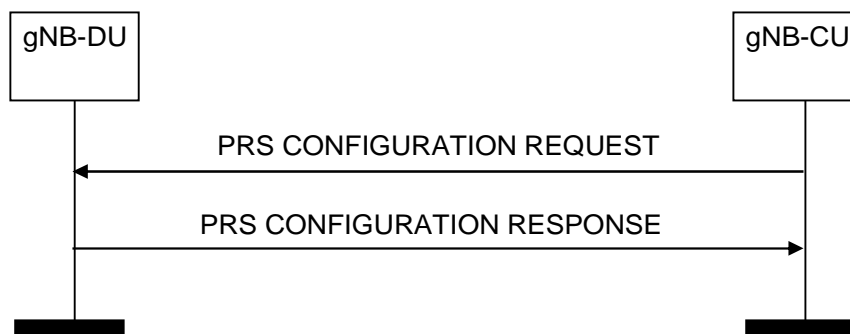 gNB-DU
gNB-CU
PRS CONFIGURATION REQUEST
PRS CONFIGURATION RESPONSE